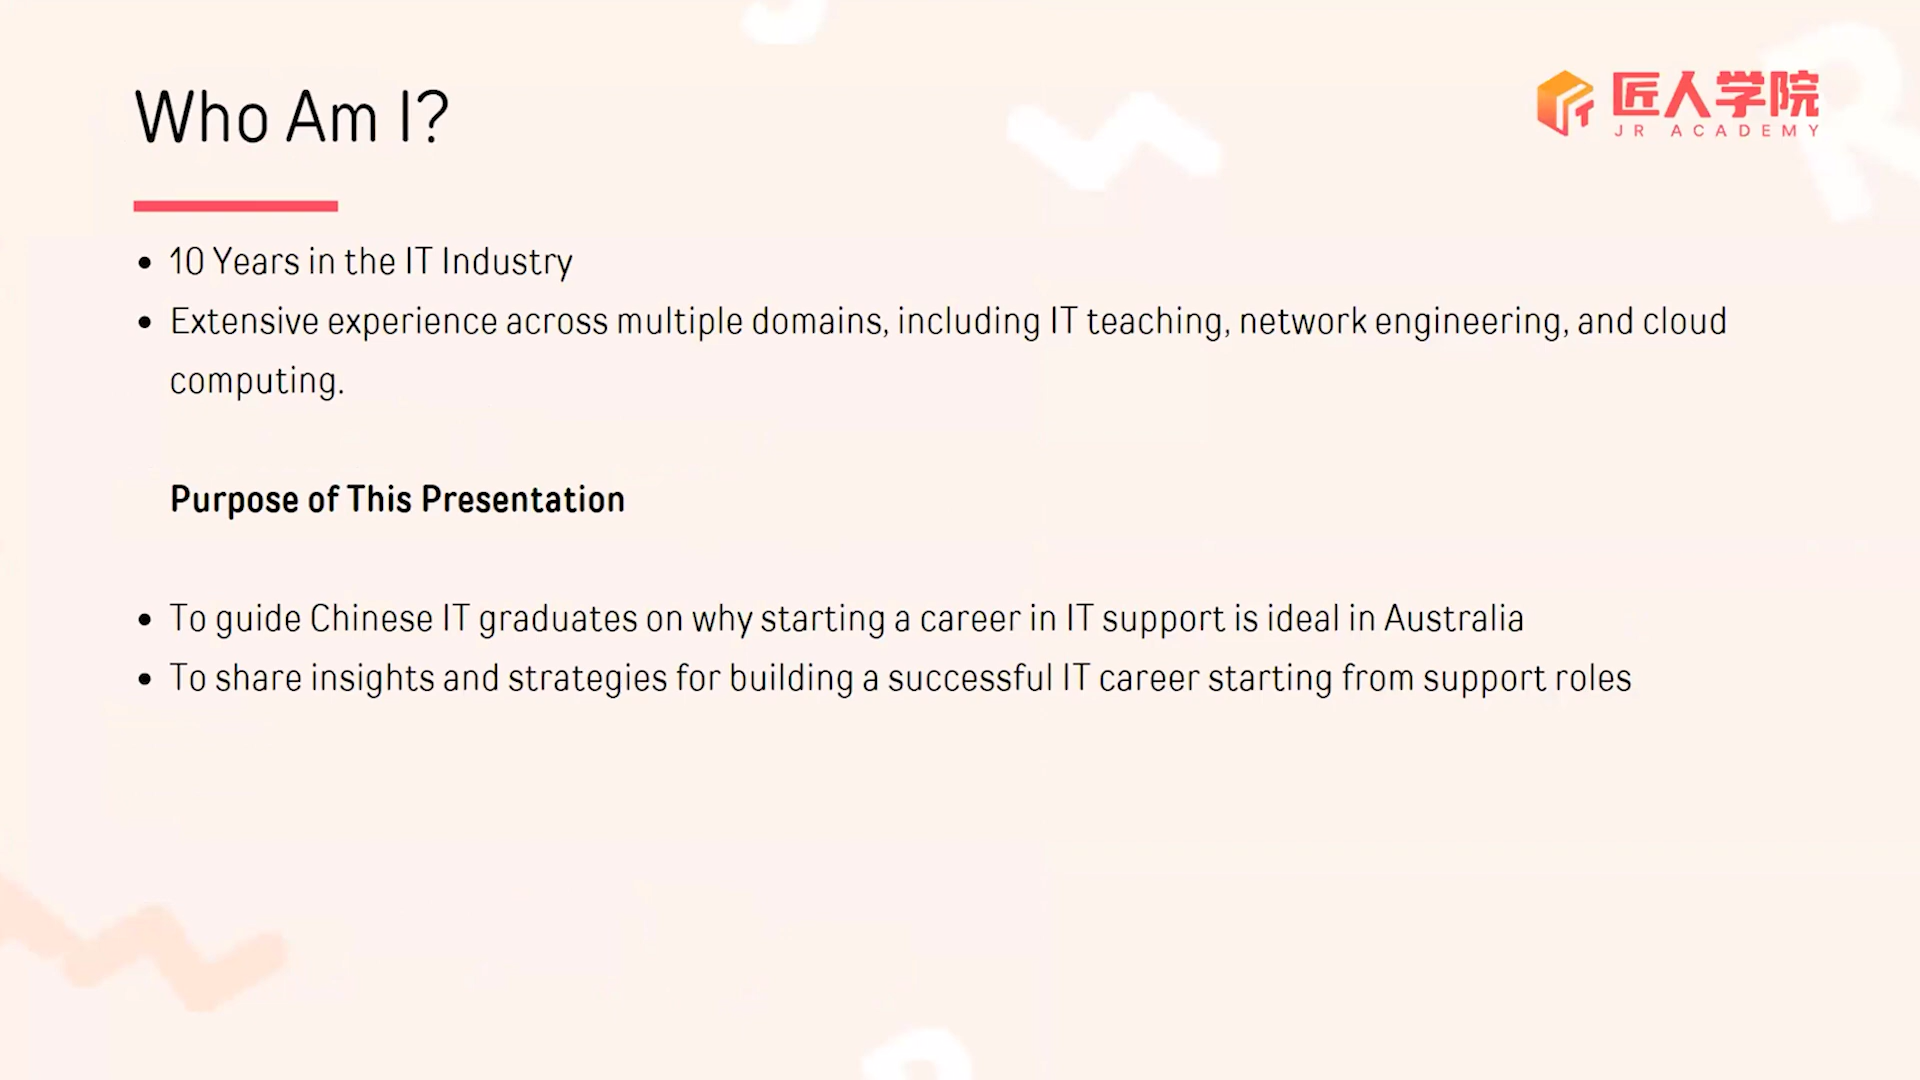 Who Am I?
匠人学院
JR ACADEMY
• 10 Years in the IT Industry
• Extensive experience across multiple domains, including IT teaching, network engineering, and cloud
computing.
Purpose of This Presentation
• To guide Chinese IT graduates on why starting a career in IT support is ideal in Australia
• To share insights and strategies for building a successful IT career starting from support roles